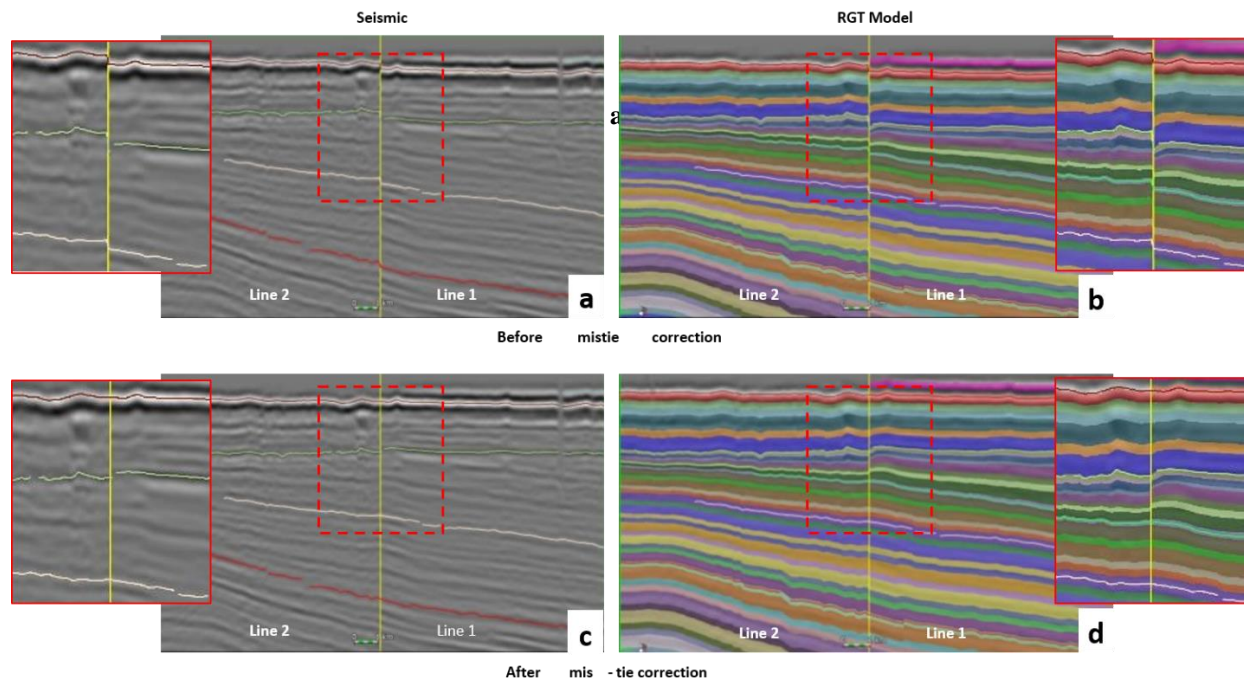 Seismic
RGT Model
a
Line 2
Line 1
a
Line 2
Line 1
b
Before mistie correction
Line 2
Line 1
c
Line 2
Line 1
d
After mis - tie correction